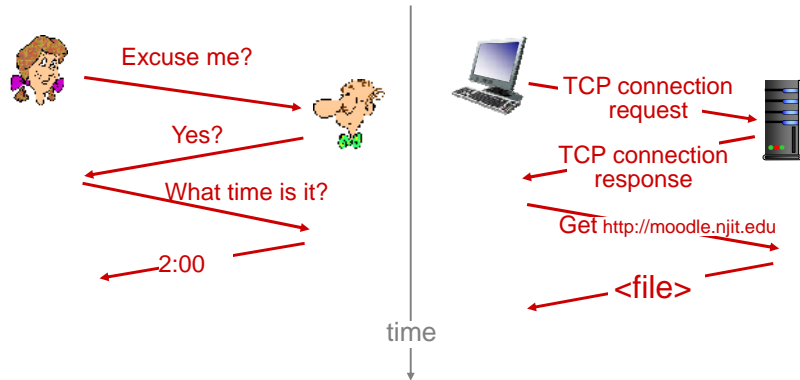 Excuse me?
Yes?
What time is it?
2:00
TCP connection
request
TCP connection
response
Get http://moodle.njit.edu
<file>
time